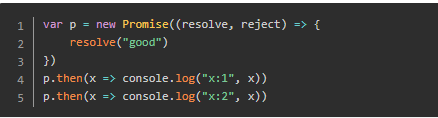 1 var p = new Promise((resolve, reject) => {
2     resolve("good")
3 })
4 p.then(x => console.log("x:1", x))
5 p.then(x => console.log("x:2", x))